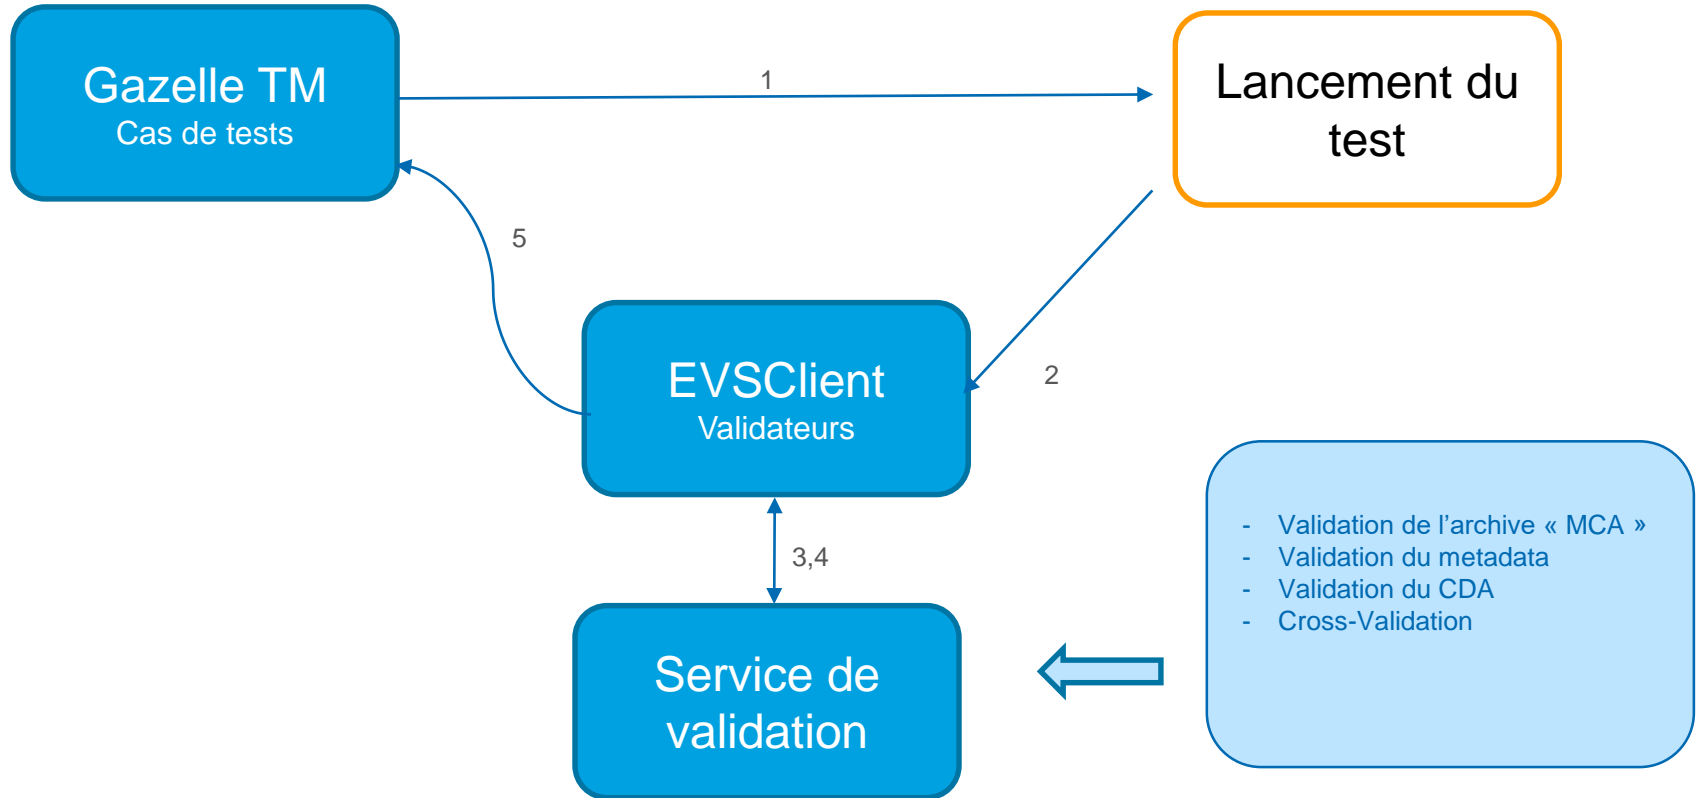 Gazelle TM
Cas de tests
1
Lancement du
test
5
EVSClient
Validateurs
2
3,4
- Validation de l’archive « MCA »
- Validation du metadata
- Validation du CDA
- Cross-Validation
Service de
validation